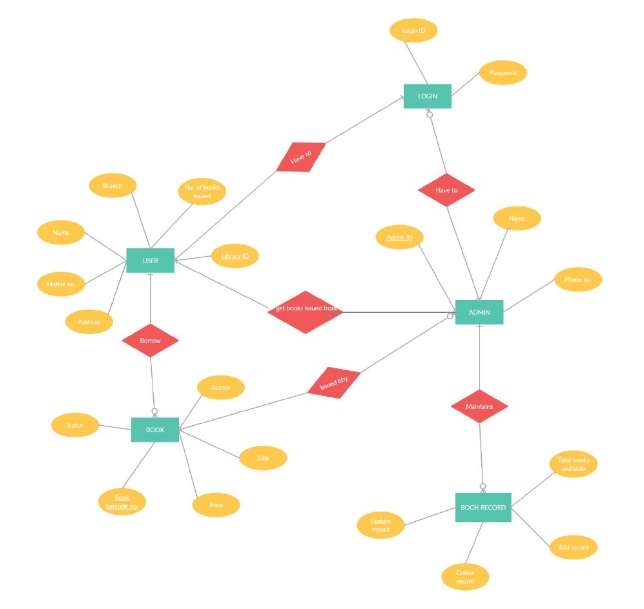 Login ID
Password
LOGIN
Have to
Have to
Branch
No. of books
issued
Name
Name
Admin ID
Library ID
USER
Mobile no.
Address
Phone no.
get books issued from
ADMIN
Borrow
Issued by
Author
Maintains
Status
BOOK
Title
Total books
available
Book
barcode no.
Price
BOOK RECORD
Update
record
Add record
Delete
record